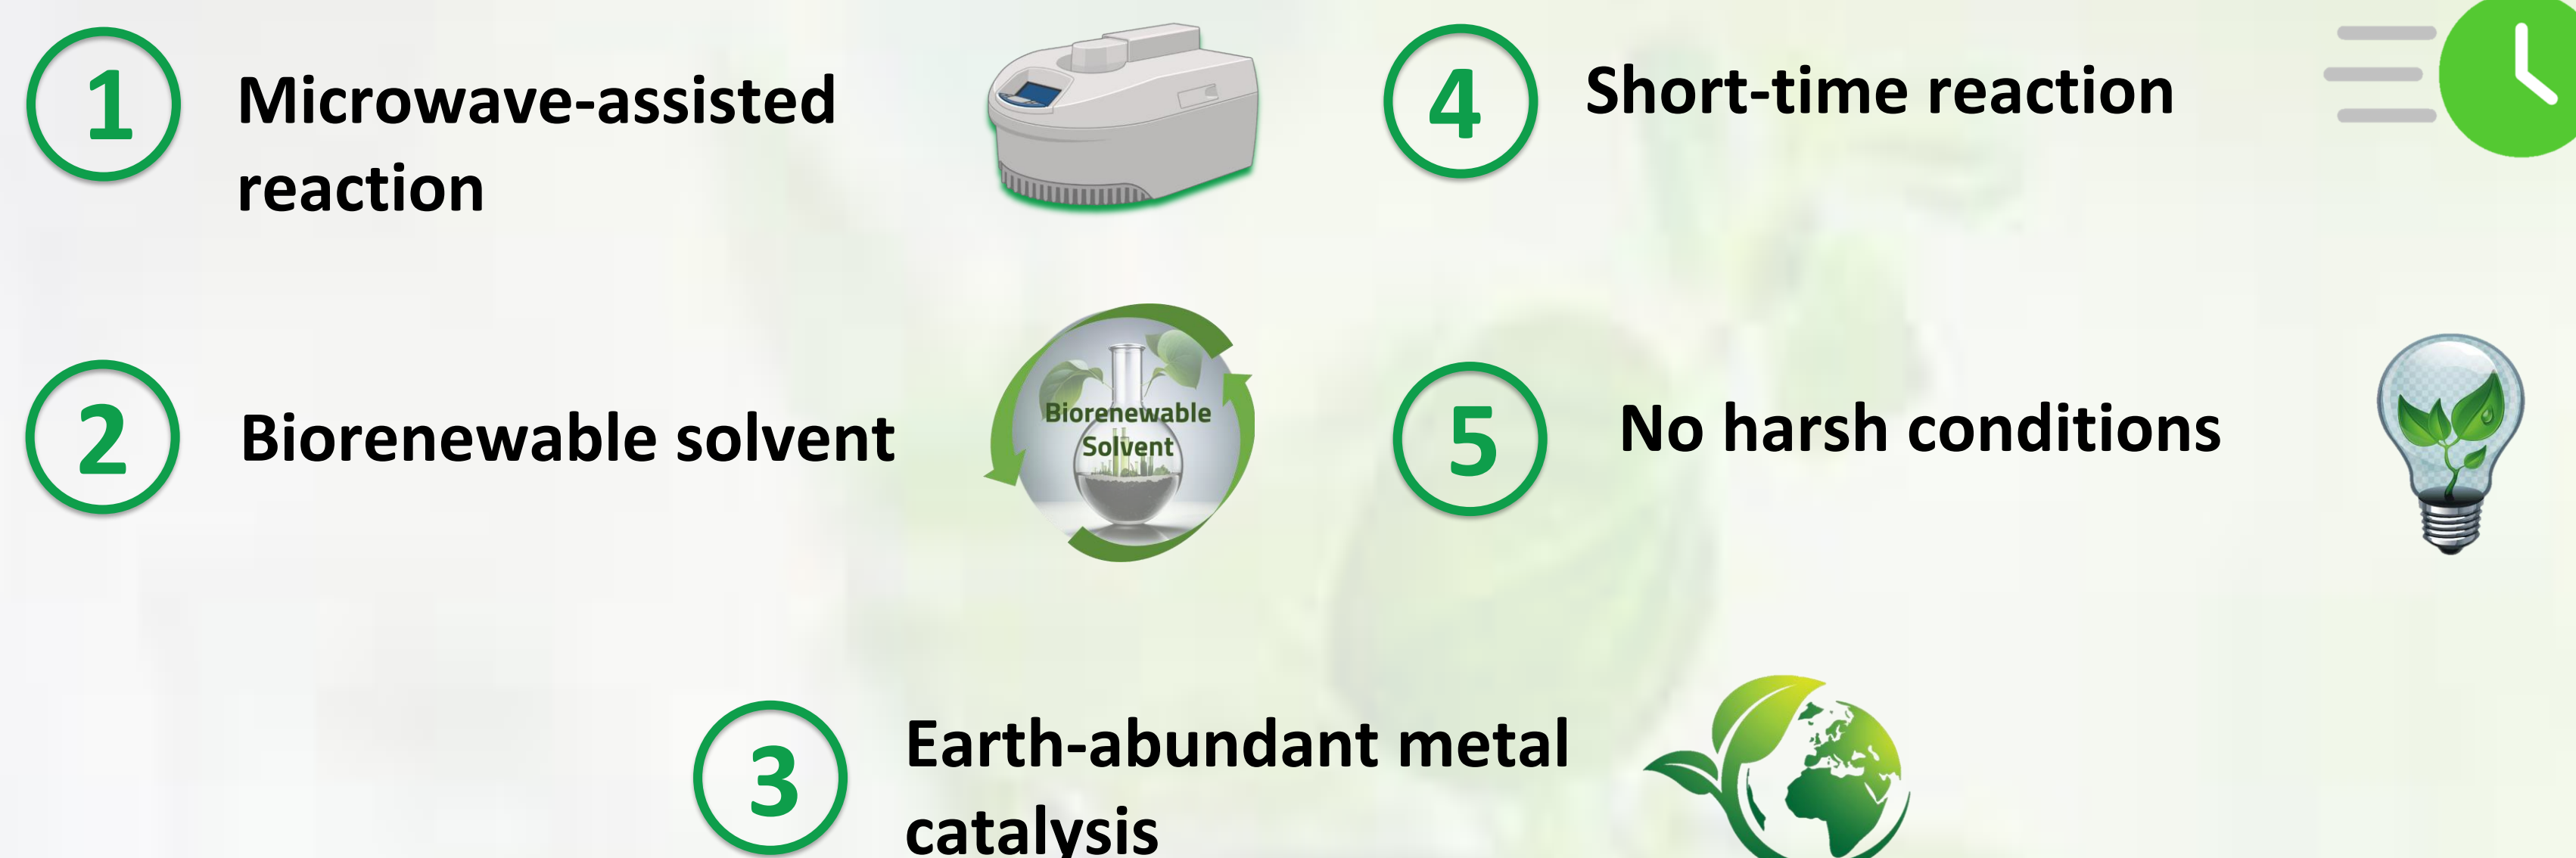 1
Microwave-assisted
reaction
2
Biorenewable solvent
Biorenewable
Solvent
3
Earth-abundant metal
catalysis
4
Short-time reaction
5
No harsh conditions